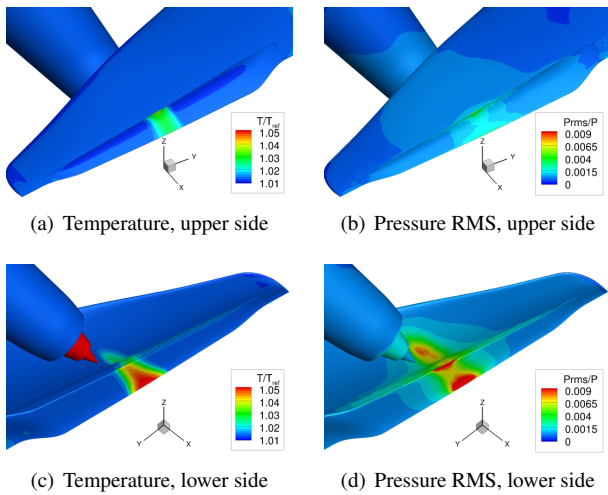 T/Tref
1.05
1.04
1.03
1.02
1.01
Z
Y
X
(a) Temperature, upper side
Prms/P
0.009
0.0065
0.004
0.0015
0
Z
Y
X
(b) Pressure RMS, upper side
T/Tref
1.05
1.04
1.03
1.02
1.01
Z
Y
X
(c) Temperature, lower side
Prms/P
0.009
0.0065
0.004
0.0015
0
Z
Y
X
(d) Pressure RMS, lower side